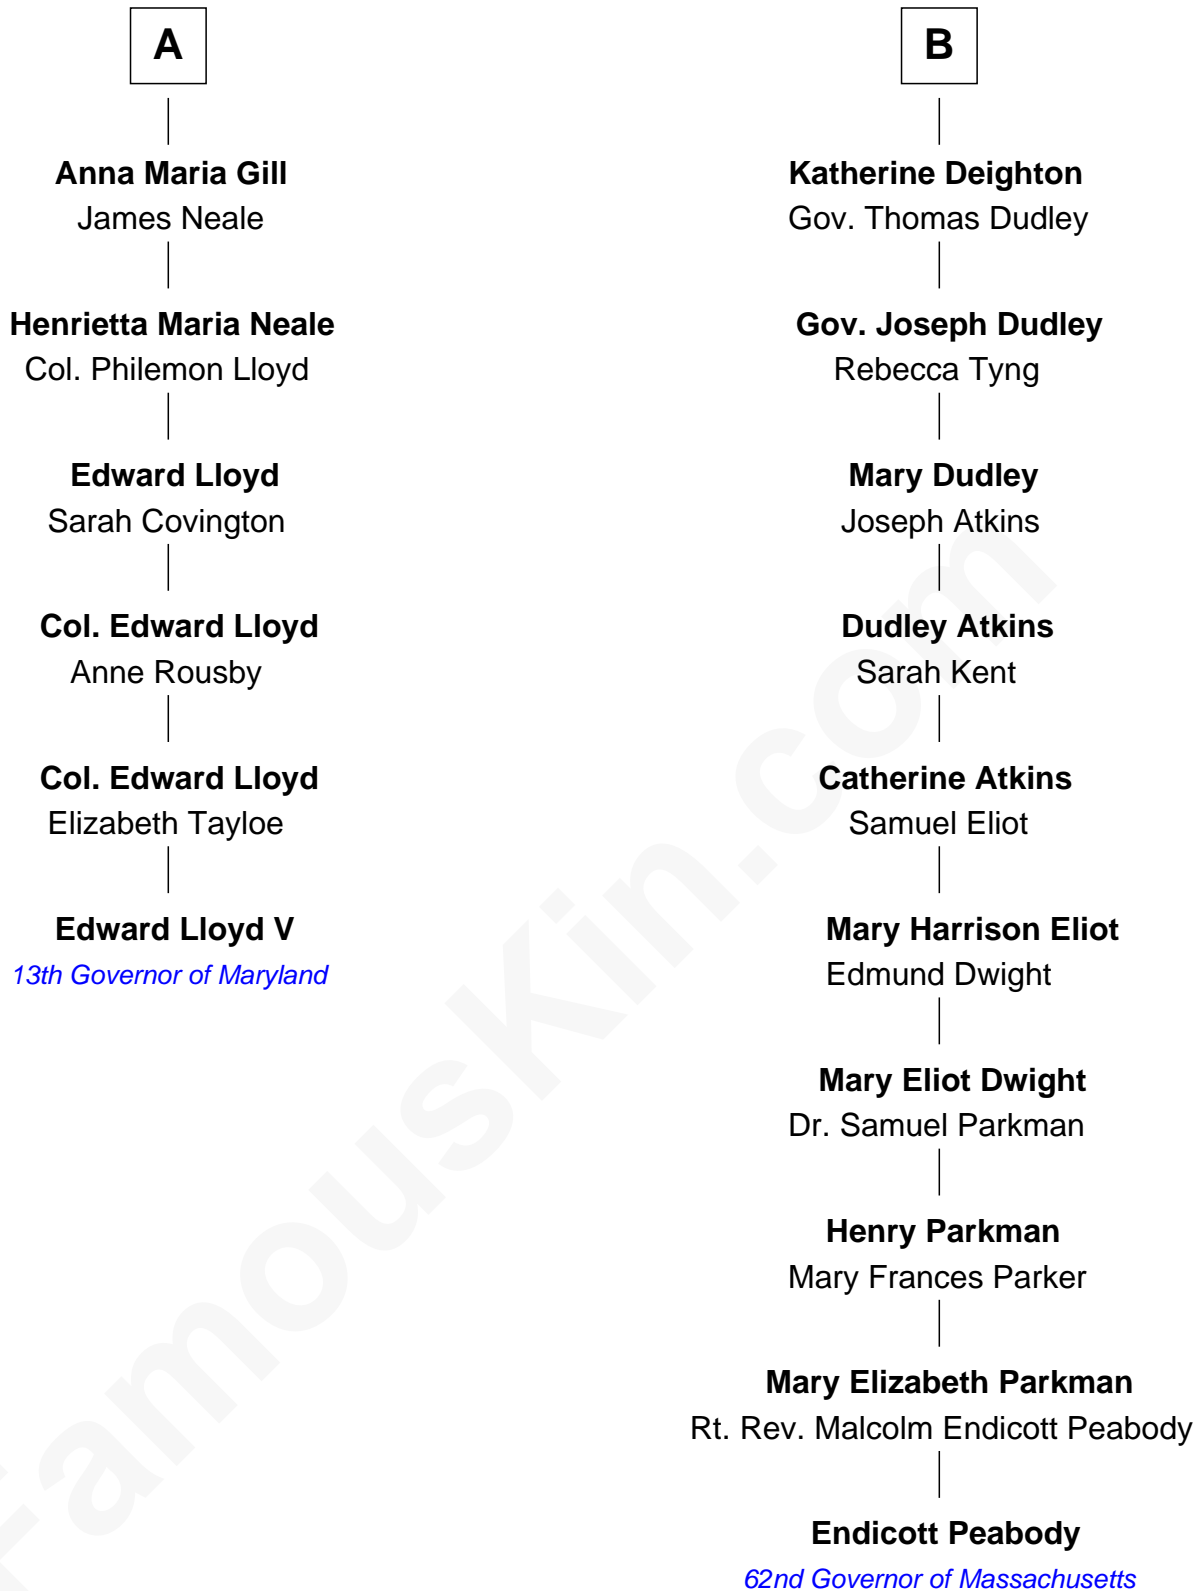 A
Anna Maria Gill
James Neale
Henrietta Maria Neale
Col. Philemon Lloyd
Edward Lloyd
Sarah Covington
Col. Edward Lloyd
Anne Rousby
Col. Edward Lloyd
Elizabeth Tayloe
Edward Lloyd V
13th Governor of Maryland
B
Katherine Deighton
Gov. Thomas Dudley
Gov. Joseph Dudley
Rebecca Tyng
Mary Dudley
Joseph Atkins
Dudley Atkins
Sarah Kent
Catherine Atkins
Samuel Eliot
Mary Harrison Eliot
Edmund Dwight
Mary Eliot Dwight
Dr. Samuel Parkman
Henry Parkman
Mary Frances Parker
Mary Elizabeth Parkman
Rt. Rev. Malcolm Endicott Peabody
Endicott Peabody
62nd Governor of Massachusetts
FamousKin.com